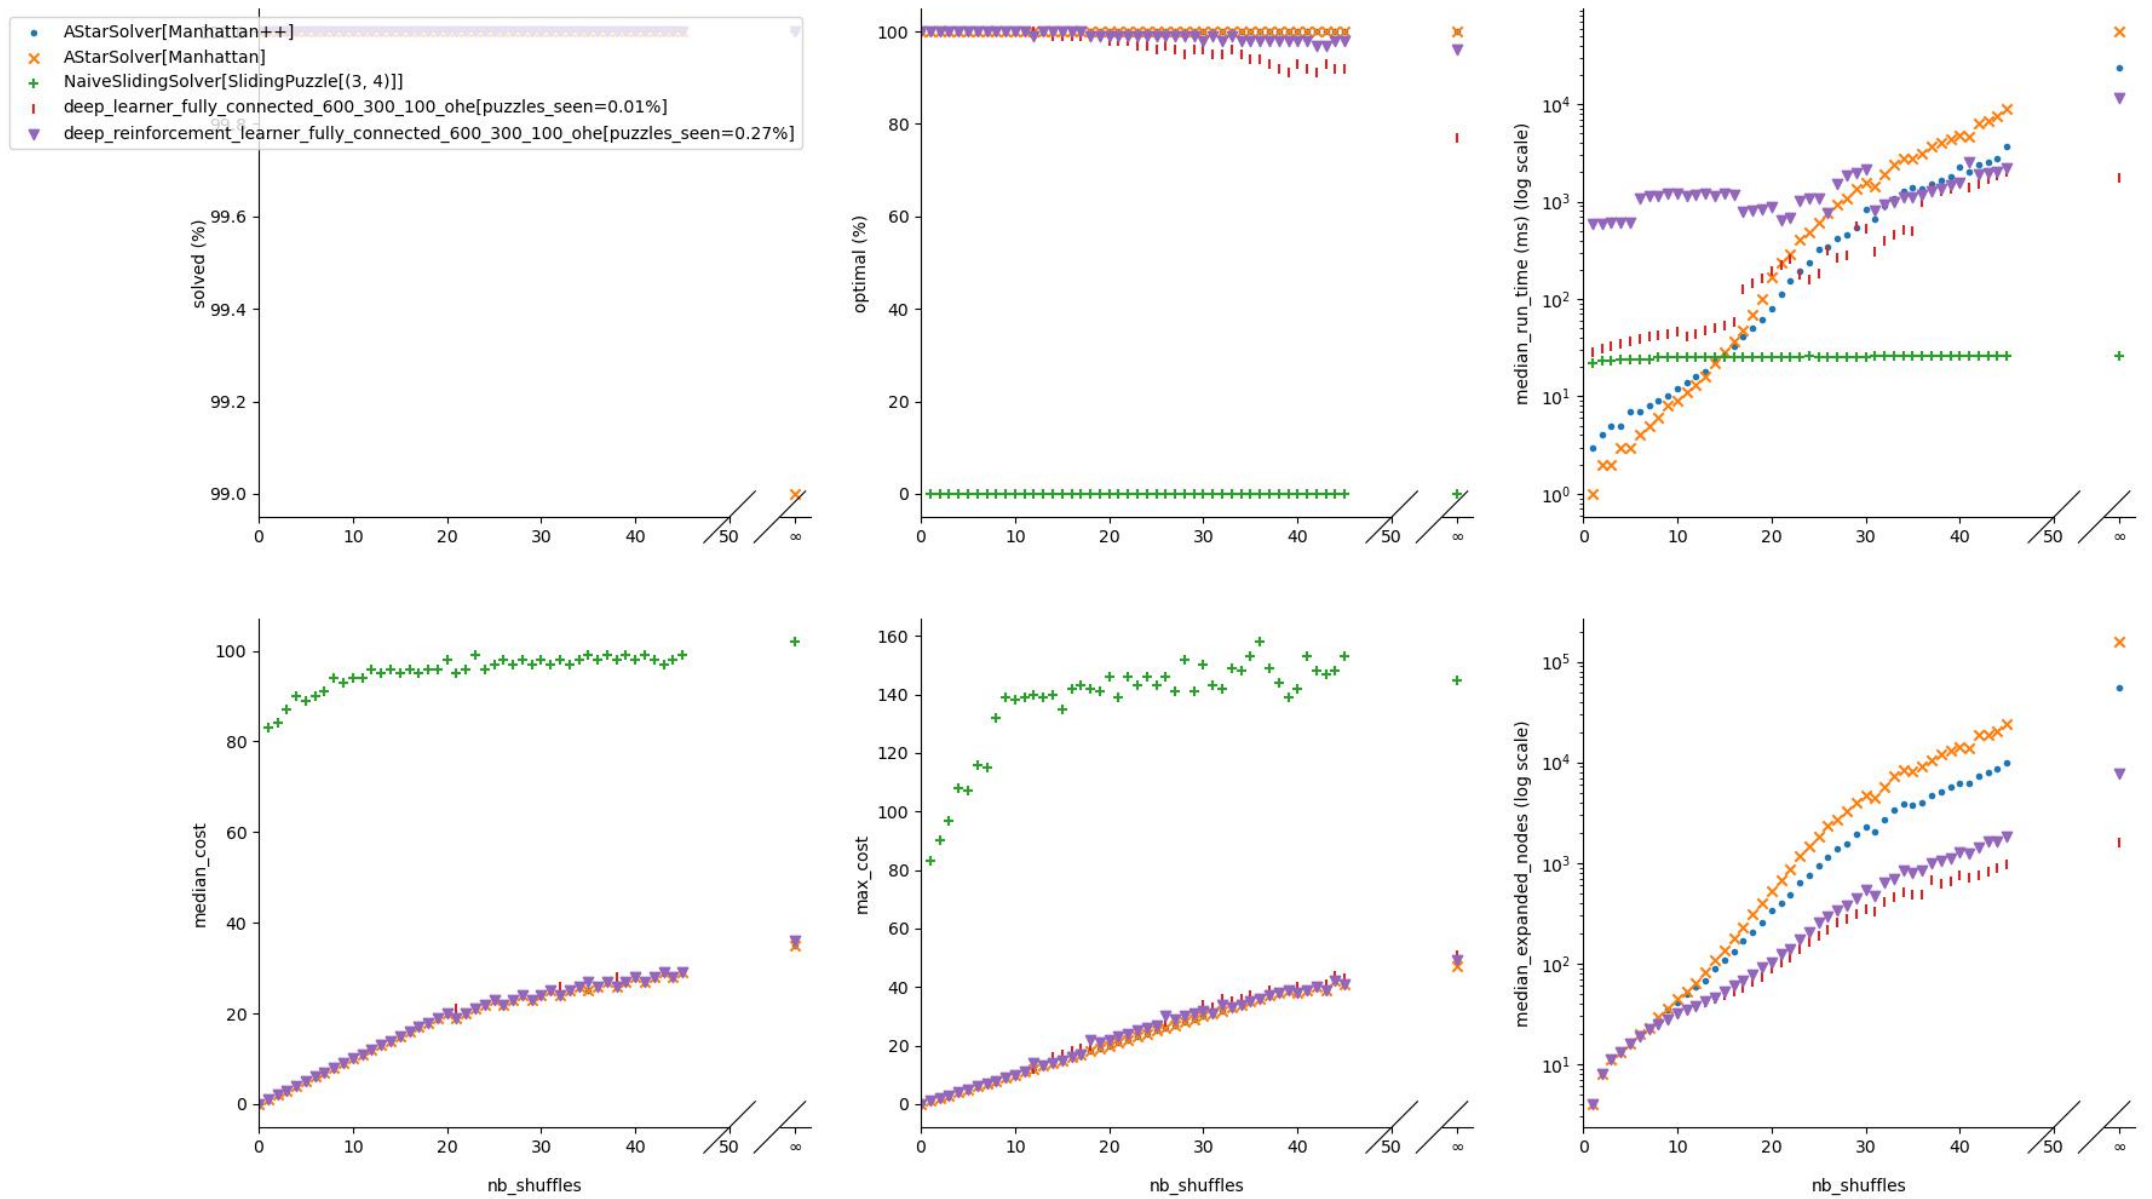 AStarSolver[Manhattan++]
AStarSolver[Manhattan]
NaiveSlidingSolver[SlidingPuzzle[(3, 4)]]
deep_learner_fully_connected_600_300_100_ohe[puzzles_seen=0.01%]
deep_reinforcement_learner_fully_connected_600_300_100_ohe[puzzles_seen=0.27%]
solved (%)
99.8
99.6
99.4
99.2
99.0
0 10 20 30 40 50 ∞
optimal (%)
100
80
60
40
20
0
0 10 20 30 40 50 ∞
median_run_time (ms) (log scale)
10⁴
10³
10²
10¹
10⁰
0 20 40 50 ∞
median_cost
100
80
60
40
20
0
0 10 20 30 40 50 ∞
nb_shuffles
max_cost
160
140
120
100
80
60
40
20
0
0 10 20 30 40 50 ∞
nb_shuffles
median_expanded_nodes (log scale)
10⁵
10⁴
10³
10²
10¹
0 10 20 30 40 50 ∞
nb_shuffles